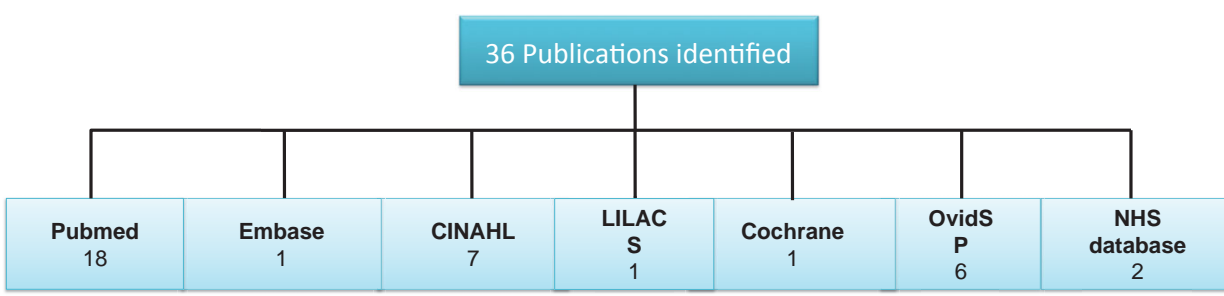 36 Publications identified
Pubmed
18
Embase
1
CINAHL
7
LILAC
S
1
Cochrane
1
OvidS
P
6
NHS
database
2